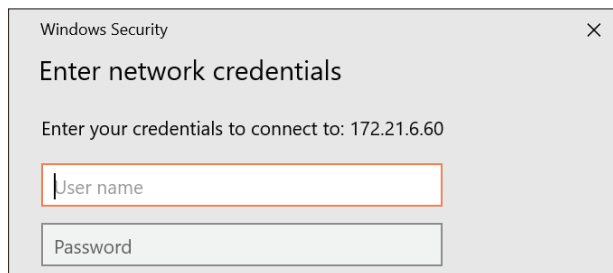 Windows Security
Enter network credentials
Enter your credentials to connect to: 172.21.6.60
User name
Password